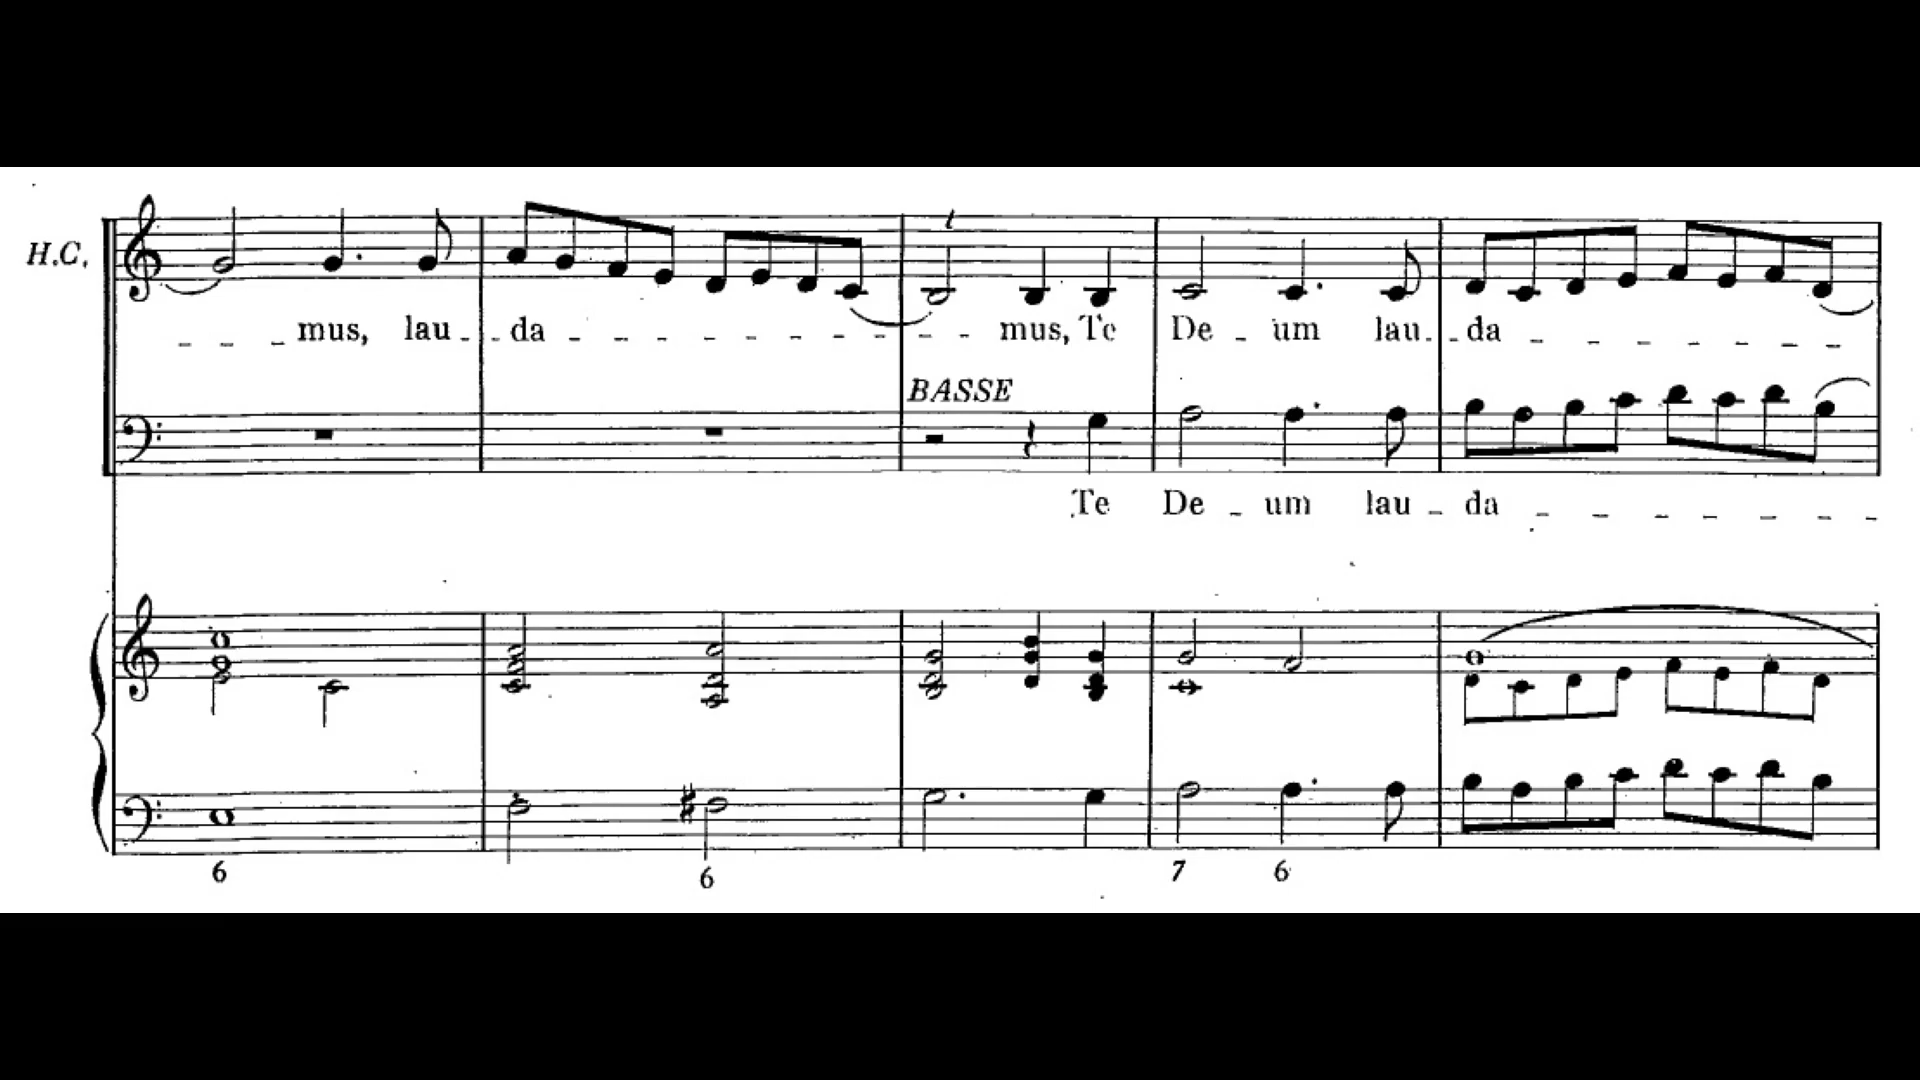 H.C.
_ _ _ mus, lau _ _ da _ _ _ _ _ _ _ _ _ _ mus, Te De _ um lau _ _ da _ _ _ _ _ _
BASSE
Te De _ um lau _ da _ _ _ _ _ _ _
6 6 7 6